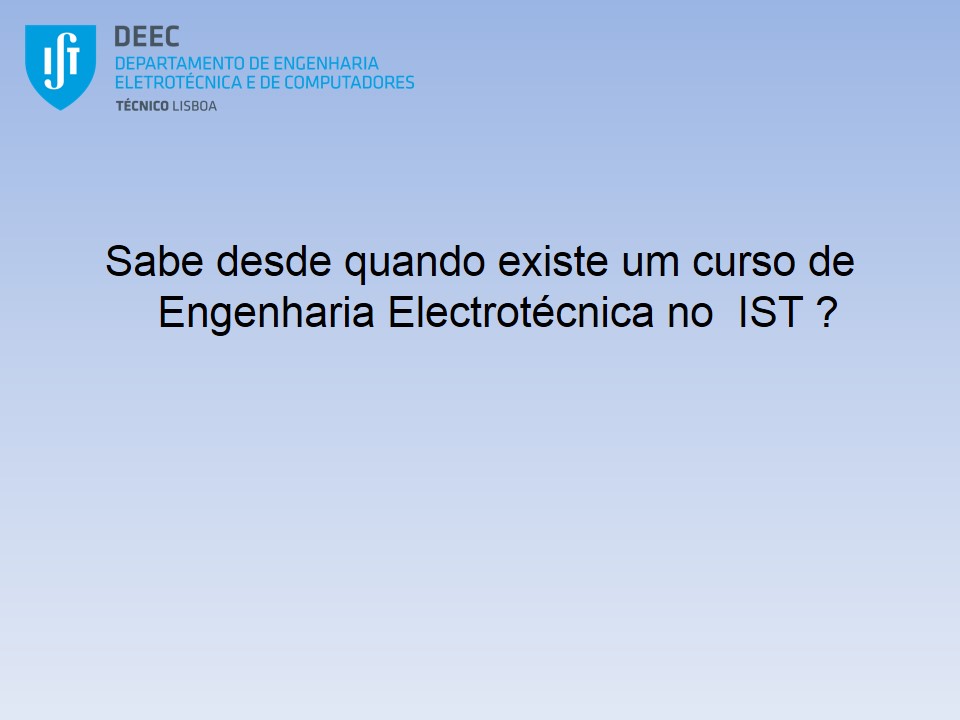 IST
DEEC
DEPARTAMENTO DE ENGENHARIA
ELETROTÉCNICA E DE COMPUTADORES
TÉCNICO LISBOA
Sabe desde quando existe um curso de
Engenharia Electrotécnica no  IST ?